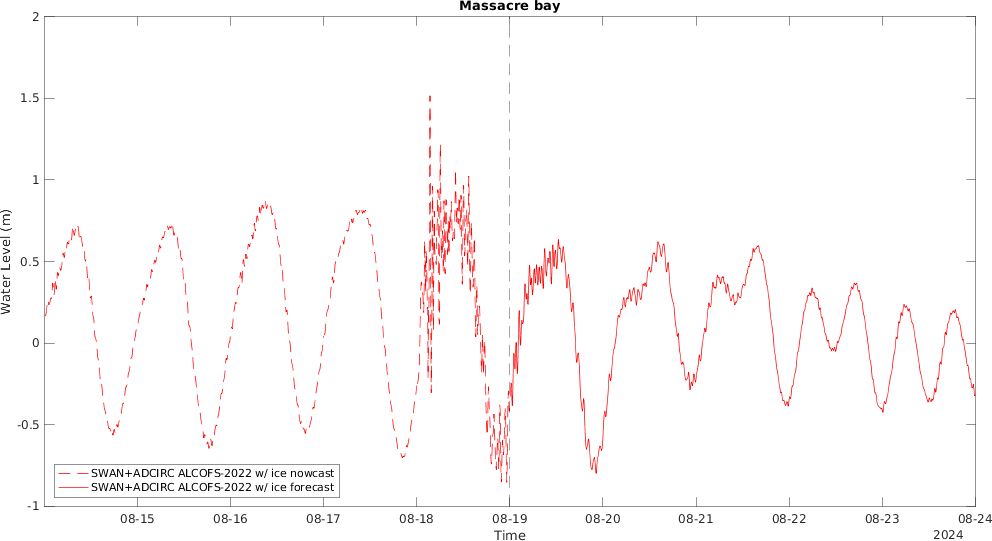 Massacre bay
2
1.5
1
0.5
0
-0.5
-1
Water Level (m)
SWAN+ADCIRC ALCOFS-2022 w/ ice nowcast
SWAN+ADCIRC ALCOFS-2022 w/ ice forecast
08-15 08-16 08-17 08-18 08-19 08-20 08-21 08-22 08-23 08-24
Time
2024